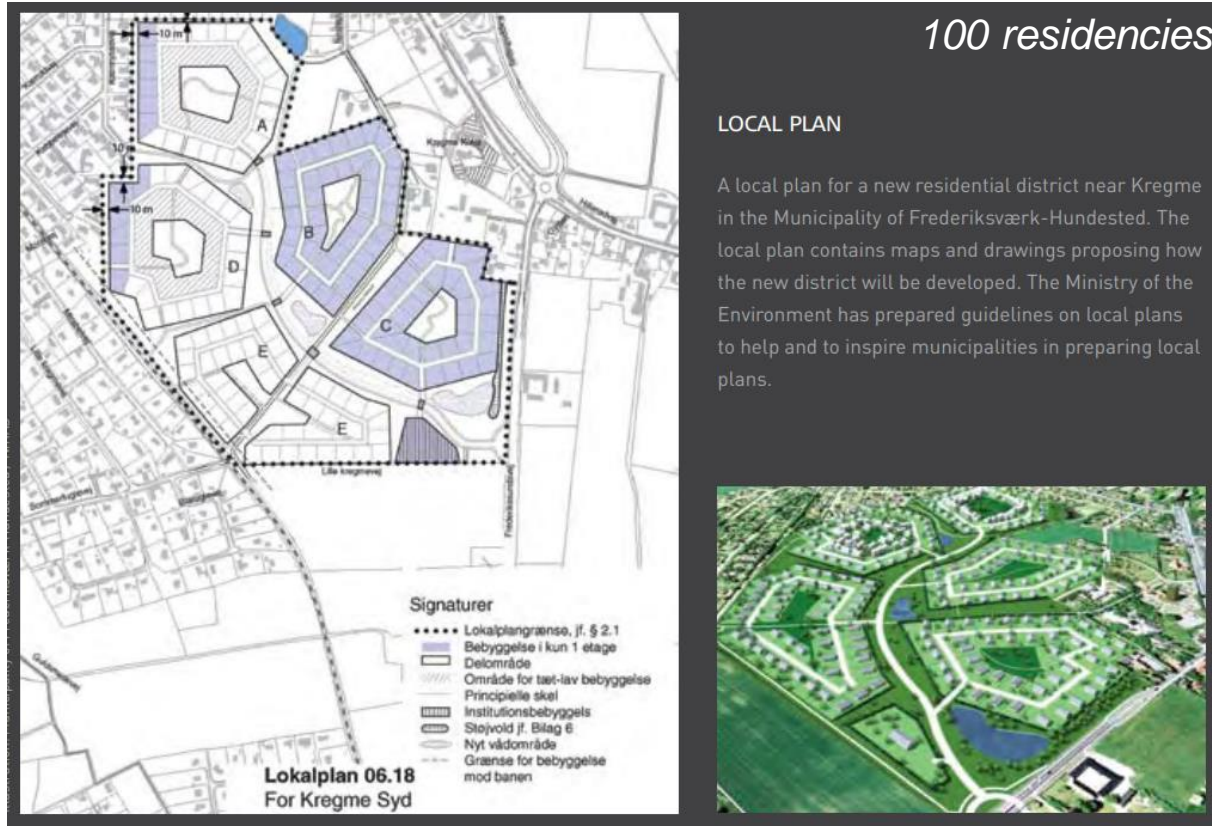 100 residencies
LOCAL PLAN
A local plan for a new residential district near Kregme
in the Municipality of Frederiksværk-Hundested. The
local plan contains maps and drawings proposing how
the new district will be developed. The Ministry of the
Environment has prepared guidelines on local plans
to help and to inspire municipalities in preparing local
plans.
10 m
A
10 m
10 m
B
D
C
E
E
Lille kregmevej
Frederikssundsvej
Signaturer
Lokalplangrænse, jf. § 2.1
Bebyggelse i kun 1 etage
Delområde
Område for tæt-lav bebyggelse
Principielle skel
Institutionsbebyggels
Støjvold jf. Bilag 6
Nyt vådområde
Grænse for bebyggelse
mod banen
Lokalplan 06.18
For Kregme Syd